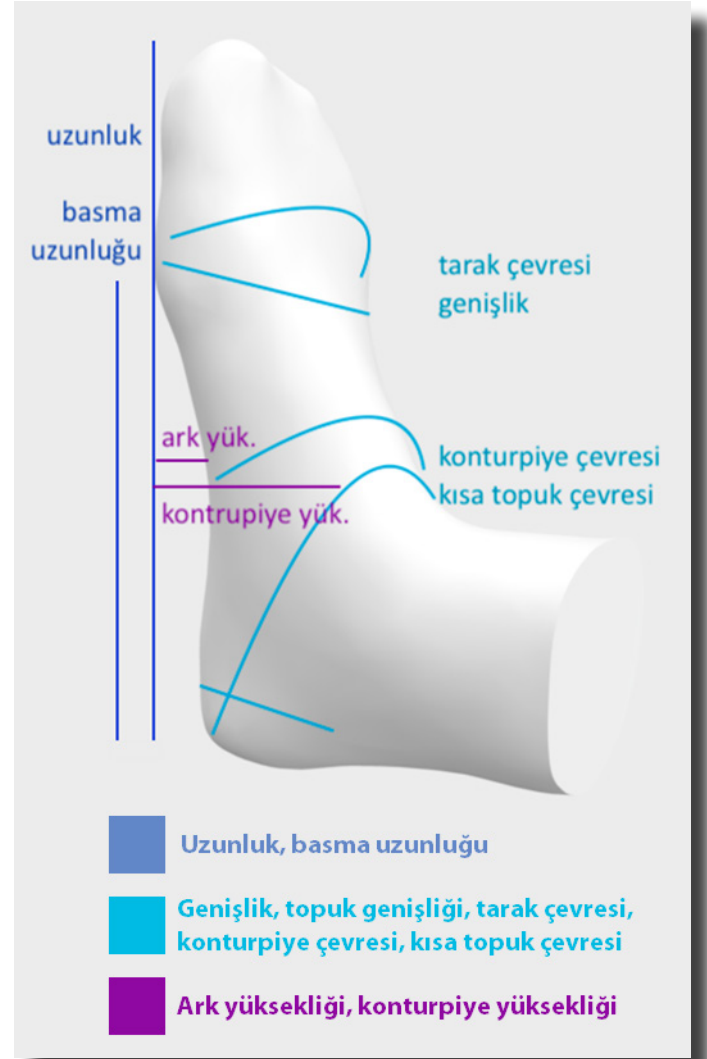 uzunluk
basma
uzunluğu
tarak çevresi
genişlik
ark yük.
konturpiye çevresi
kısa topuk çevresi
kontrupiye yük.
Uzunluk, basma uzunluğu
Genişlik, topuk genişliği, tarak çevresi,
konturpiye çevresi, kısa topuk çevresi
Ark yüksekliği, konturpiye yüksekliği